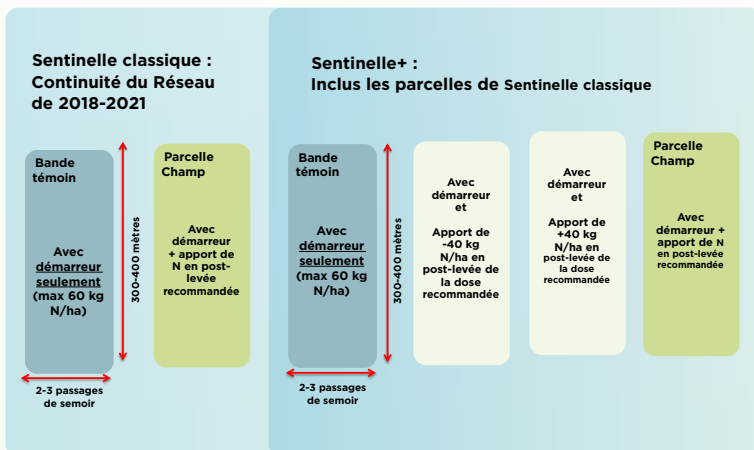 Sentinelle classique :
Continuité du Réseau
de 2018-2021
Bande
témoin
Avec
démarreur
seulement
(max 60 kg
N/ha)
300-400 mètres
2-3 passages
de semoir
Parcelle
Champ
Avec
démarreur
+ apport de
N en post-
levée
recommandée
Sentinelle+ :
Inclus les parcelles de Sentinelle classique
Bande
témoin
Avec
démarreur
seulement
(max 60 kg
N/ha)
300-400 mètres
2-3 passages
de semoir
Avec
démarreur
et
Apport de
-40 kg
N/ha en
post-levée de
la dose
recommandée
Avec
démarreur
et
Apport de
+40 kg
N/ha en
post-levée de
la dose
recommandée
Parcelle
Champ
Avec
démarreur +
apport de N
en post-levée
recommandée